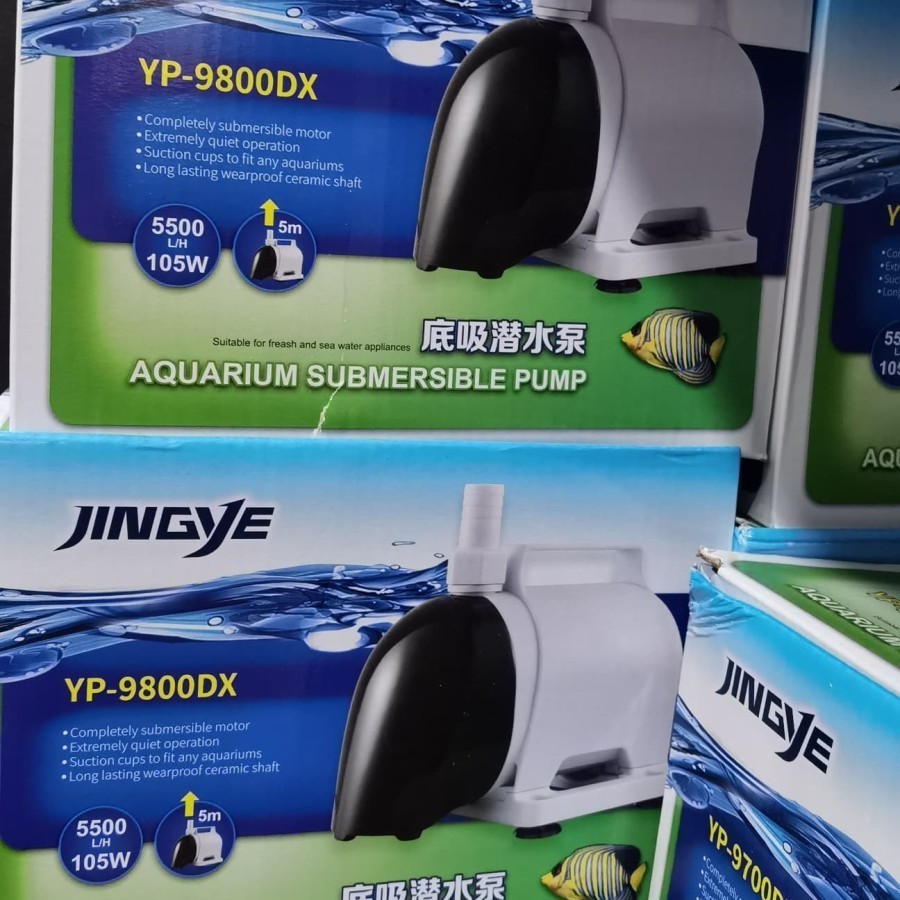 YP-9800DX
• Completely submersible motor
• Extremely quiet operation
• Suction cups to fit any aquariums
• Long lasting wearproof ceramic shaft
5500
L/H
105W
5m
Suitable for freash and sea water appliances
底吸潜水泵
AQUARIUM SUBMERSIBLE PUMP
JINGYE
YP-9800DX
• Completely submersible motor
• Extremely quiet operation
• Suction cups to fit any aquariums
• Long lasting wearproof ceramic shaft
5500
L/H
105W
5m
底吸潜水泵
AQUARIUM
JINGYE
YP-9700D